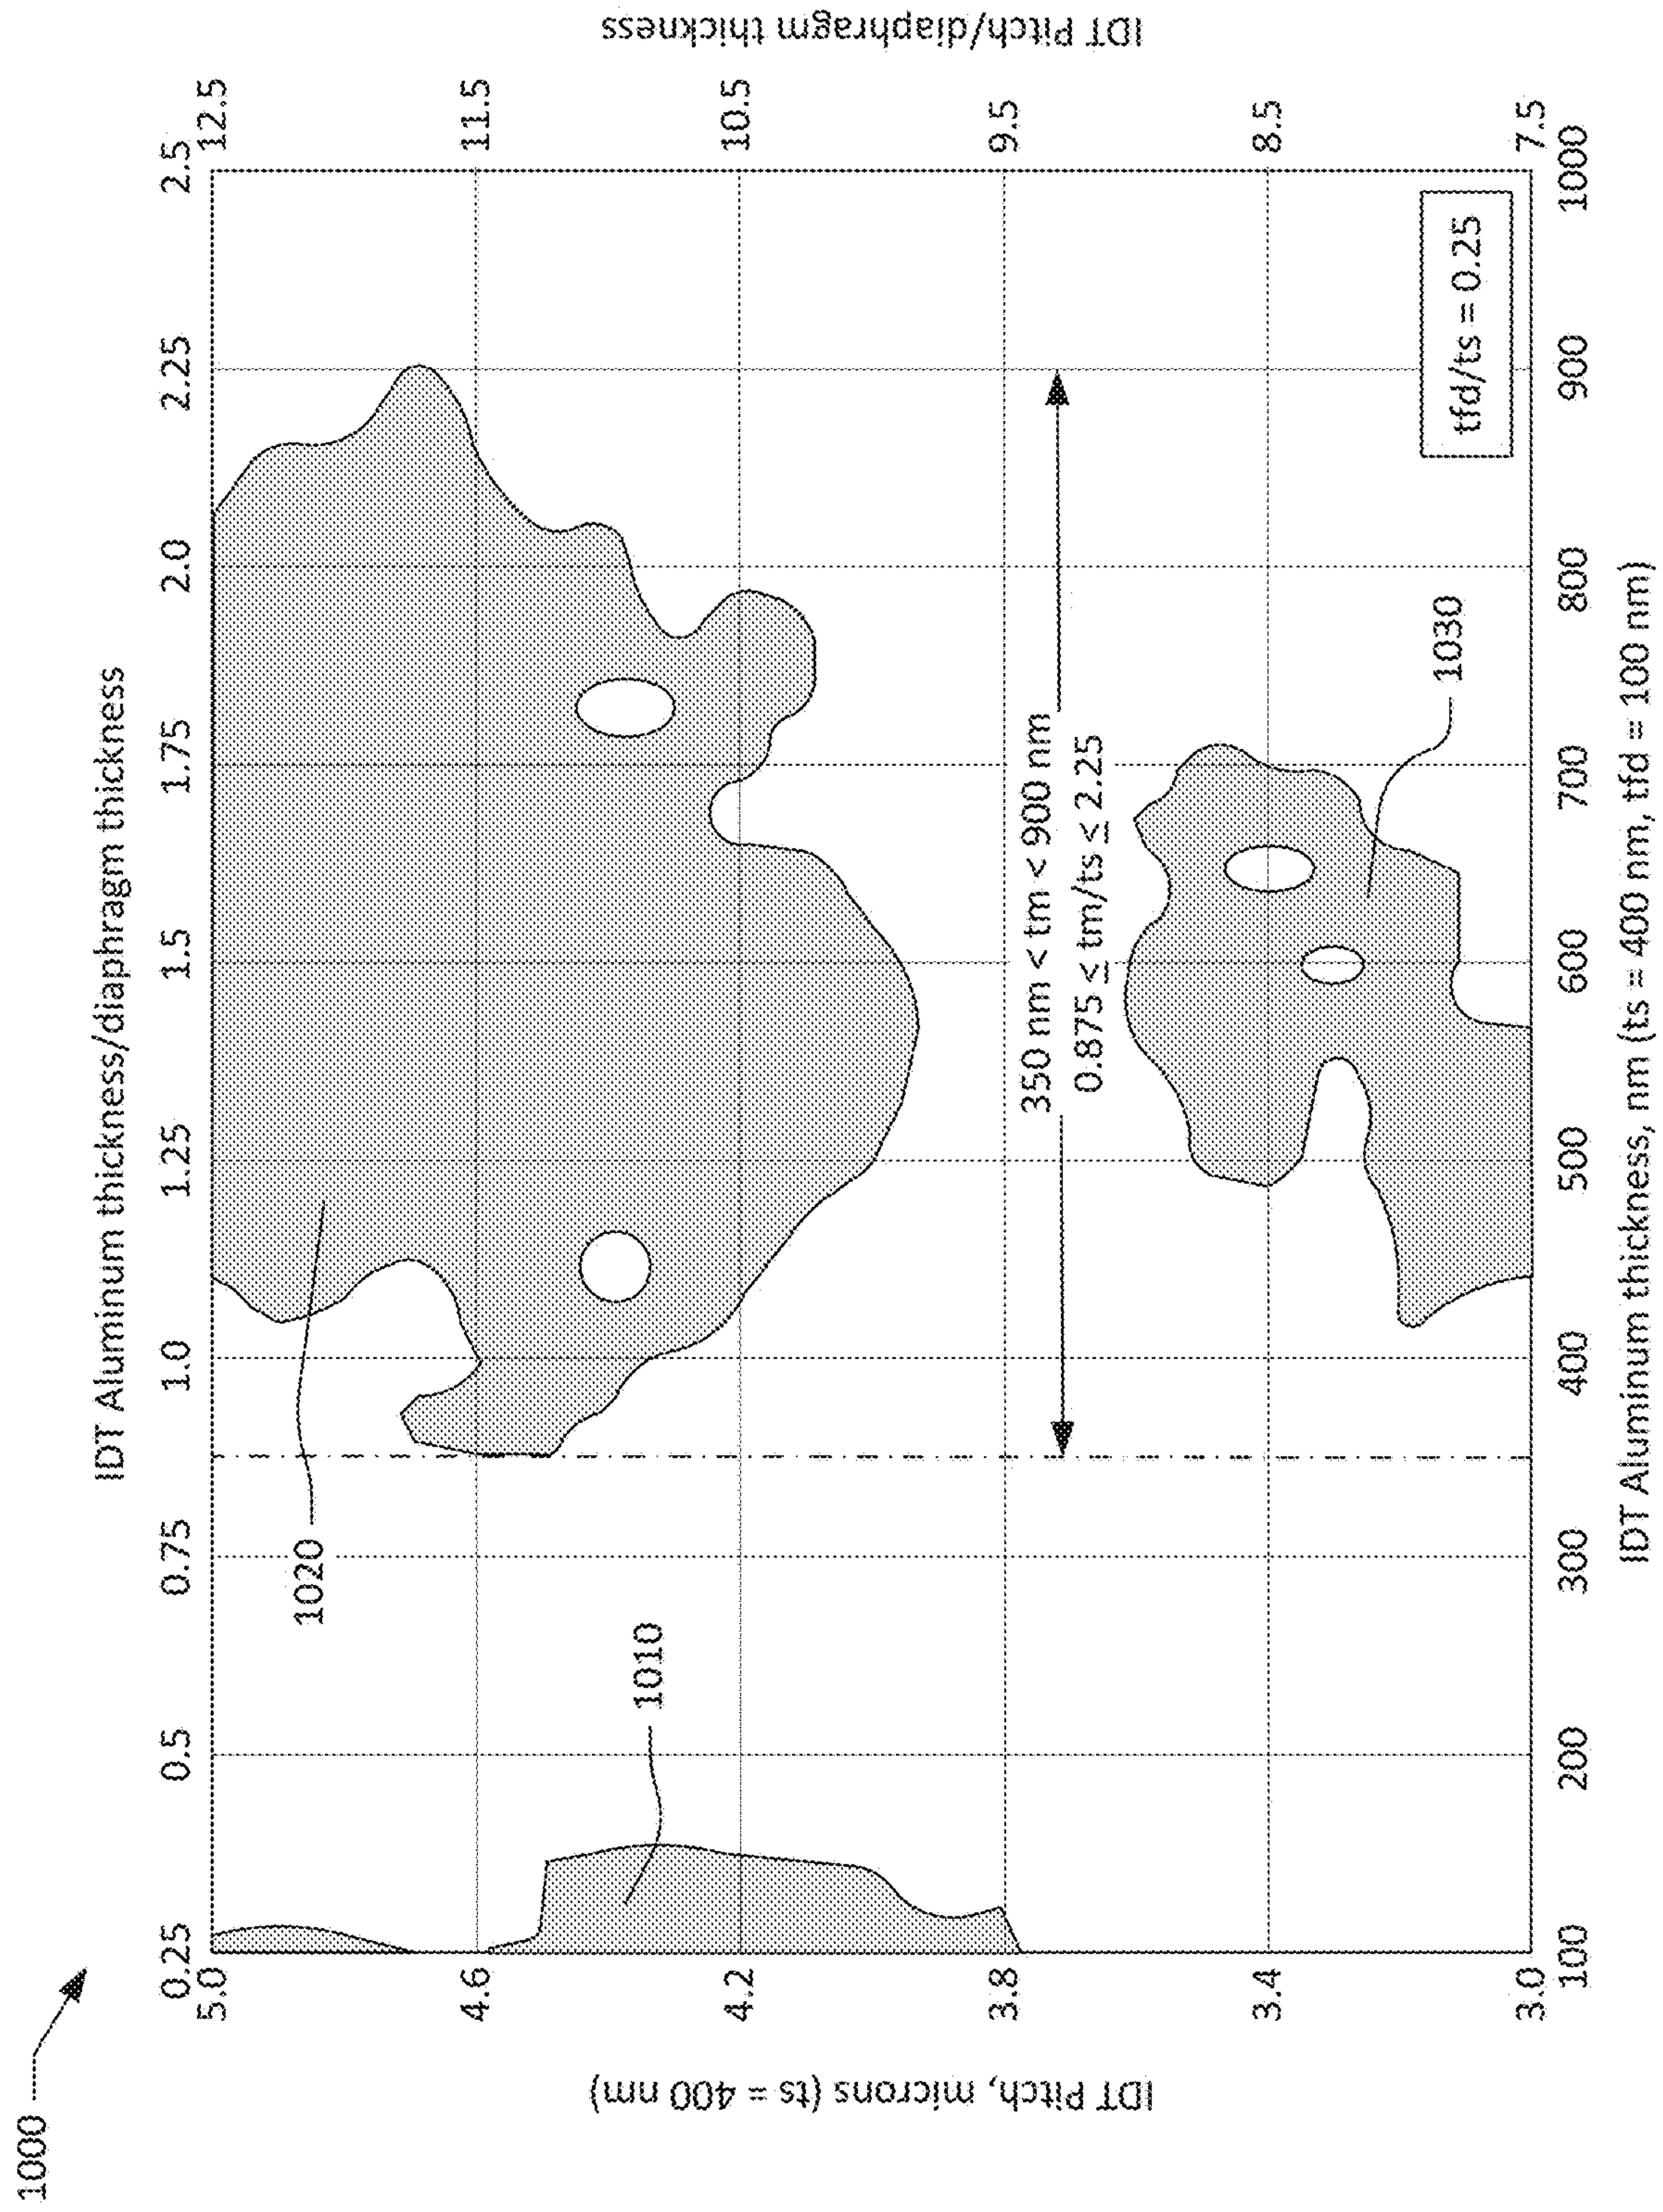 1000
IDT Aluminum thickness/diaphragm thickness
0.25 0.5 0.75 1.0 1.25 1.5 1.75 2.0 2.25 2.5
IDT Pitch, microns (ts = 400 nm)
5.0
4.6
4.2
3.8
3.4
3.0
12.5
11.5
10.5
9.5
8.5
7.5
IDT Pitch/diaphragm thickness
1020
1010
350 nm < tm < 900 nm
0.875 ≤ tm/ts ≤ 2.25
1030
tfd/ts = 0.25
100 200 300 400 500 600 700 800 900 1000
IDT Aluminum thickness, nm (ts = 400 nm, tfd = 100 nm)